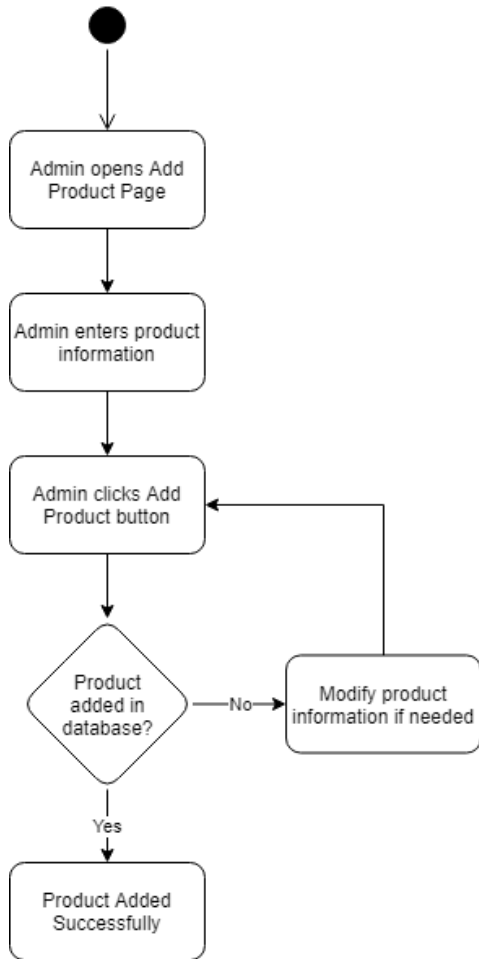 Admin opens Add
Product Page
Admin enters product
information
Admin clicks Add
Product button
Product
added in
database?
No
Modify product
information if needed
Yes
Product Added
Successfully